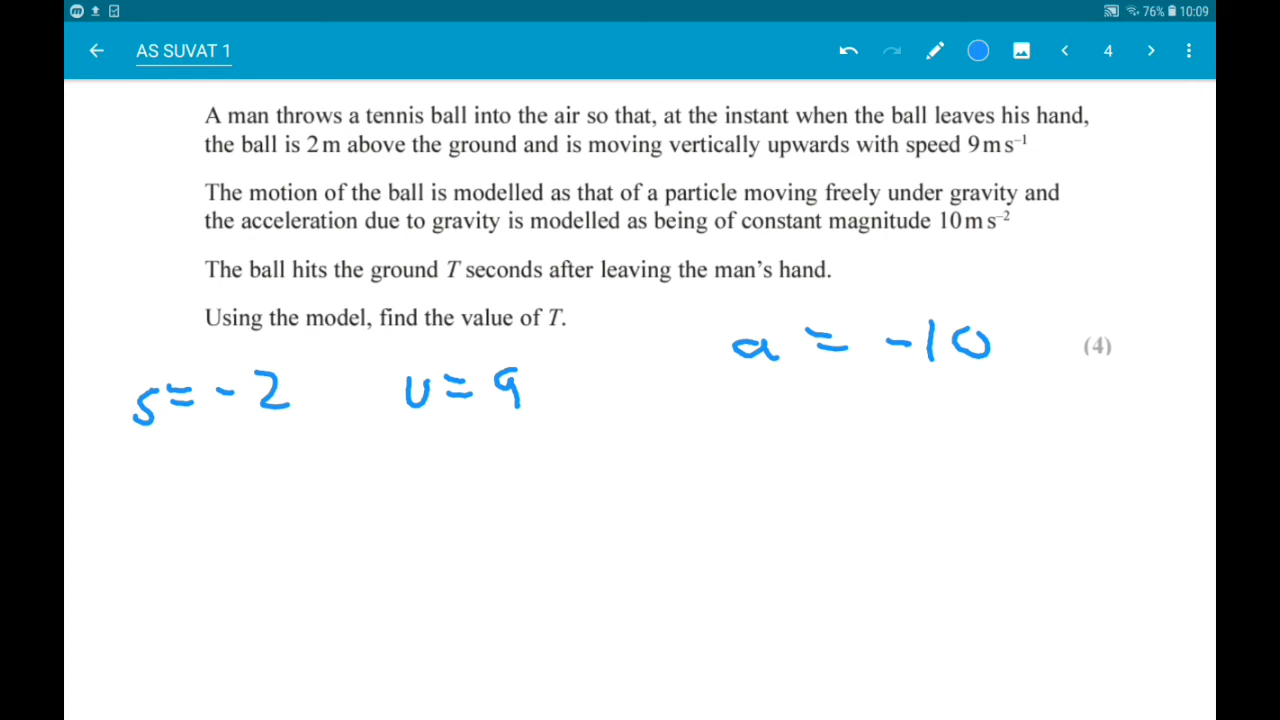 76% 10:09
AS SUVAT 1
4
A man throws a tennis ball into the air so that, at the instant when the ball leaves his hand,
the ball is 2 m above the ground and is moving vertically upwards with speed 9 m s⁻¹
The motion of the ball is modelled as that of a particle moving freely under gravity and
the acceleration due to gravity is modelled as being of constant magnitude 10 m s⁻²
The ball hits the ground T seconds after leaving the man's hand.
Using the model, find the value of T.
a = -10
(4)
s = -2 u = 9